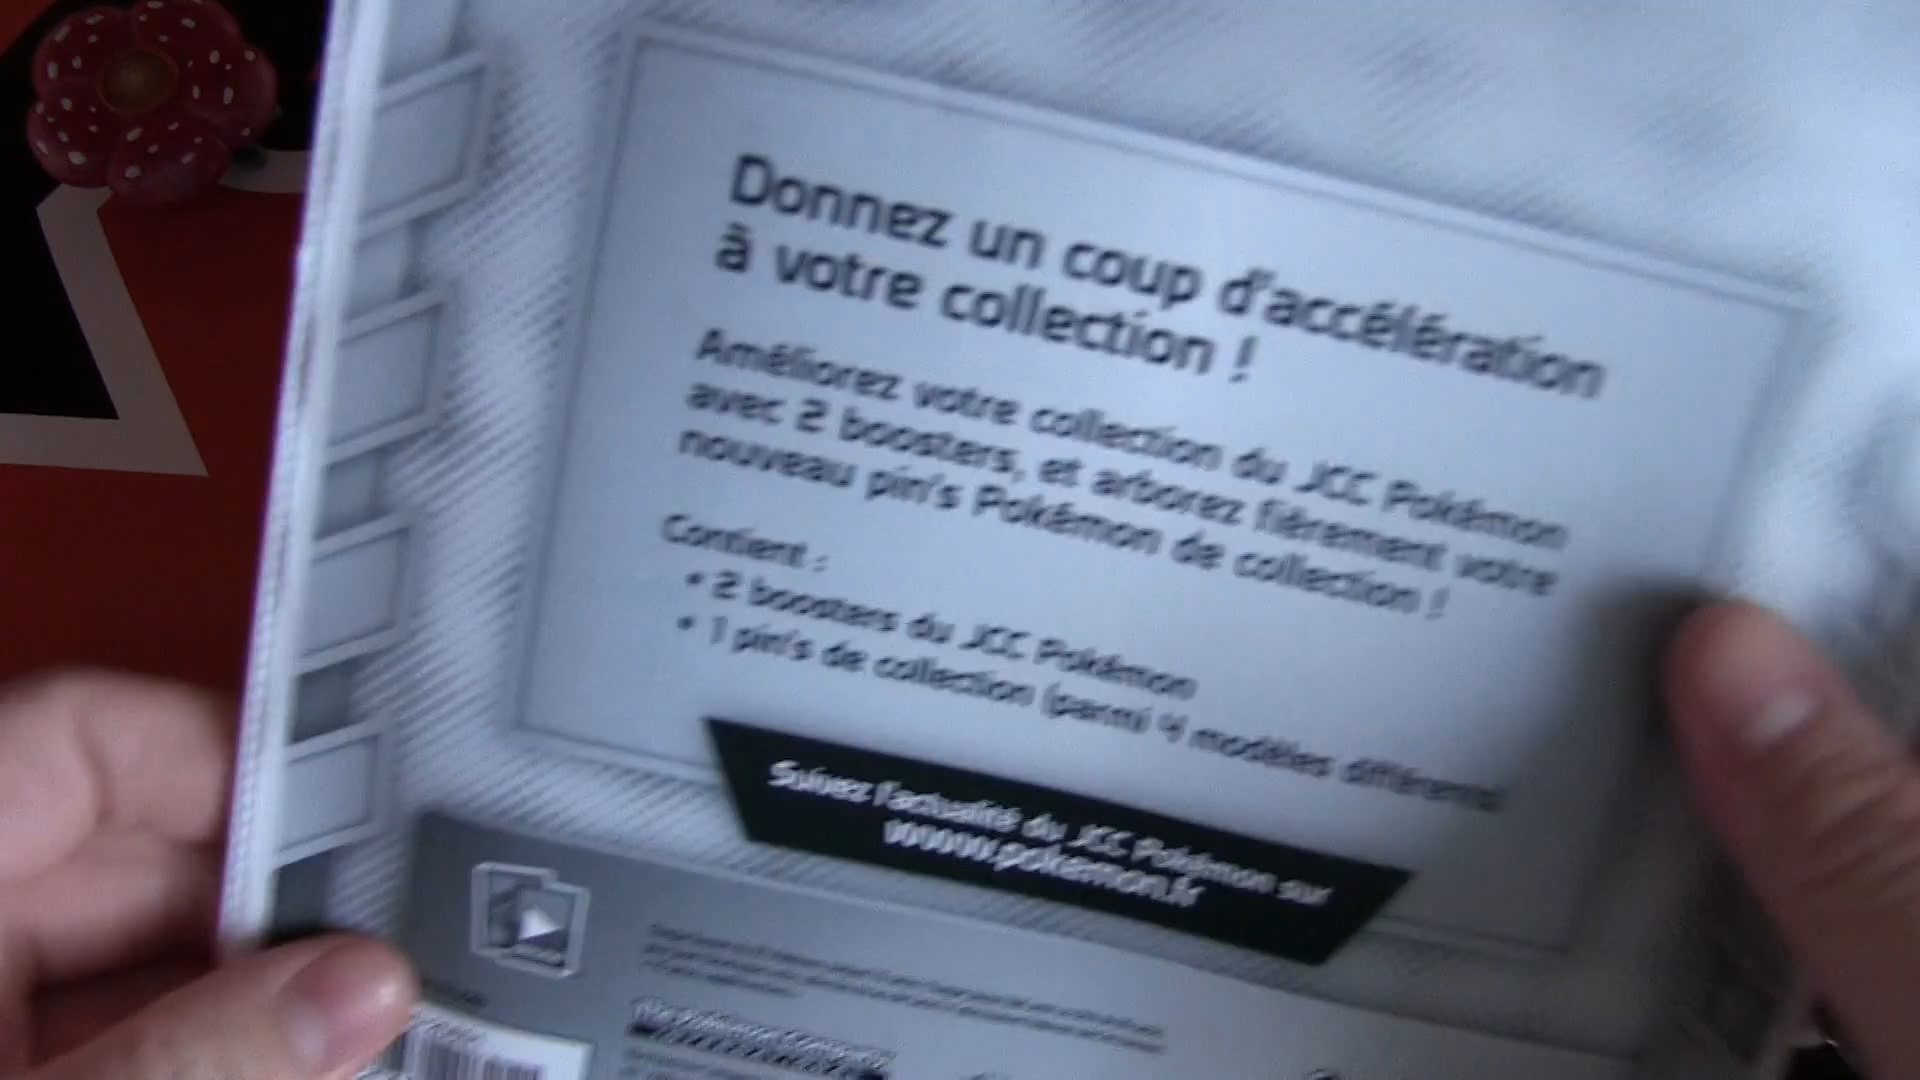 Donnez un coup d'accélération
à votre collection !
Améliorez votre collection du JCC Pokémon
avec 2 boosters, et arborez fièrement votre
nouveau pin's Pokémon de collection !
Contient :
• 2 boosters du JCC Pokémon
• 1 pin's de collection (parmi 4 modèles différents
Suivez l'actualité du JCC Pokémon sur
www.pokemon.fr